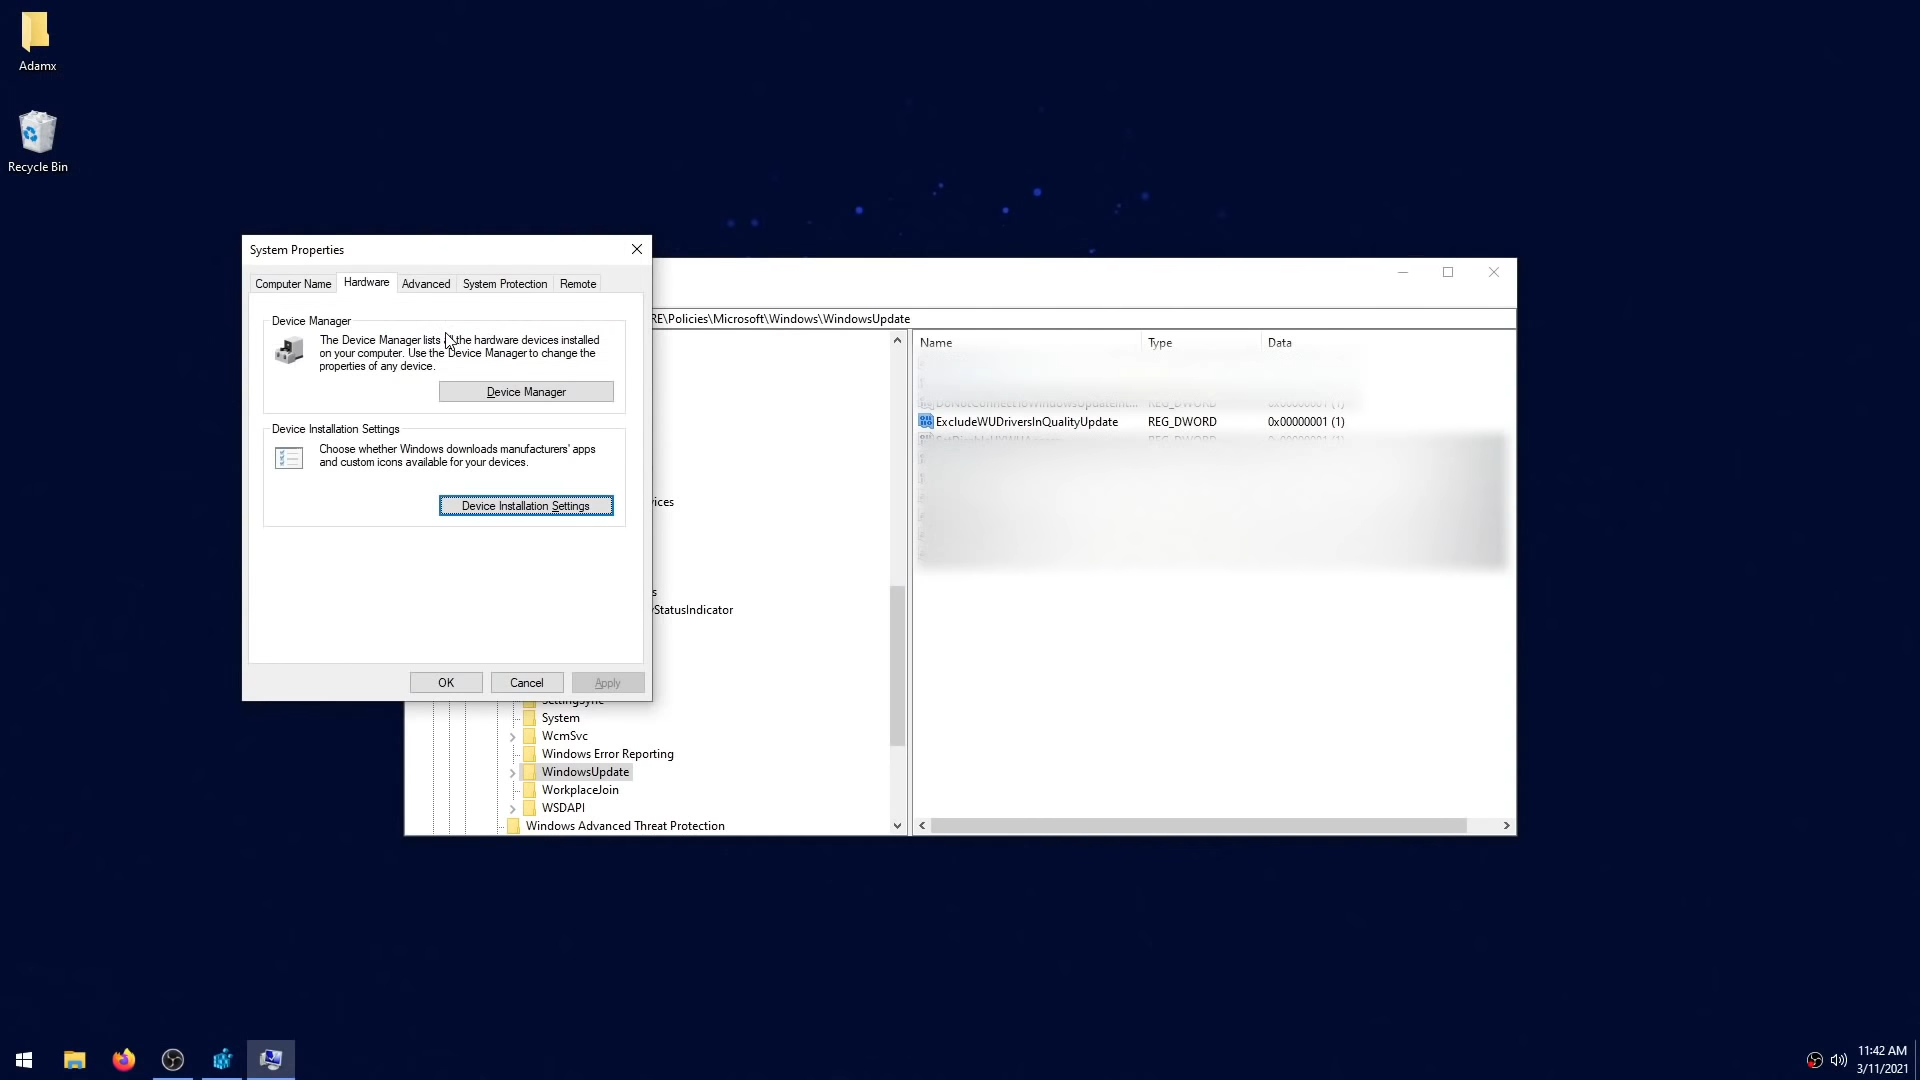 Adamx
Recycle Bin
System Properties
Computer Name
Hardware
Advanced
System Protection
Remote
Device Manager
The Device Manager lists all the hardware devices installed
on your computer. Use the Device Manager to change the
properties of any device.
Device Manager
Device Installation Settings
Choose whether Windows downloads manufacturers' apps
and custom icons available for your devices.
Device Installation Settings
OK
Cancel
Apply
RE\Policies\Microsoft\Windows\WindowsUpdate
Name
Type
Data
ExcludeWUDriversInQualityUpdate
REG_DWORD
0x00000001 (1)
vices
s
StatusIndicator
System
WcmSvc
Windows Error Reporting
WindowsUpdate
WorkplaceJoin
WSDAPI
Windows Advanced Threat Protection
11:42 AM
3/11/2021